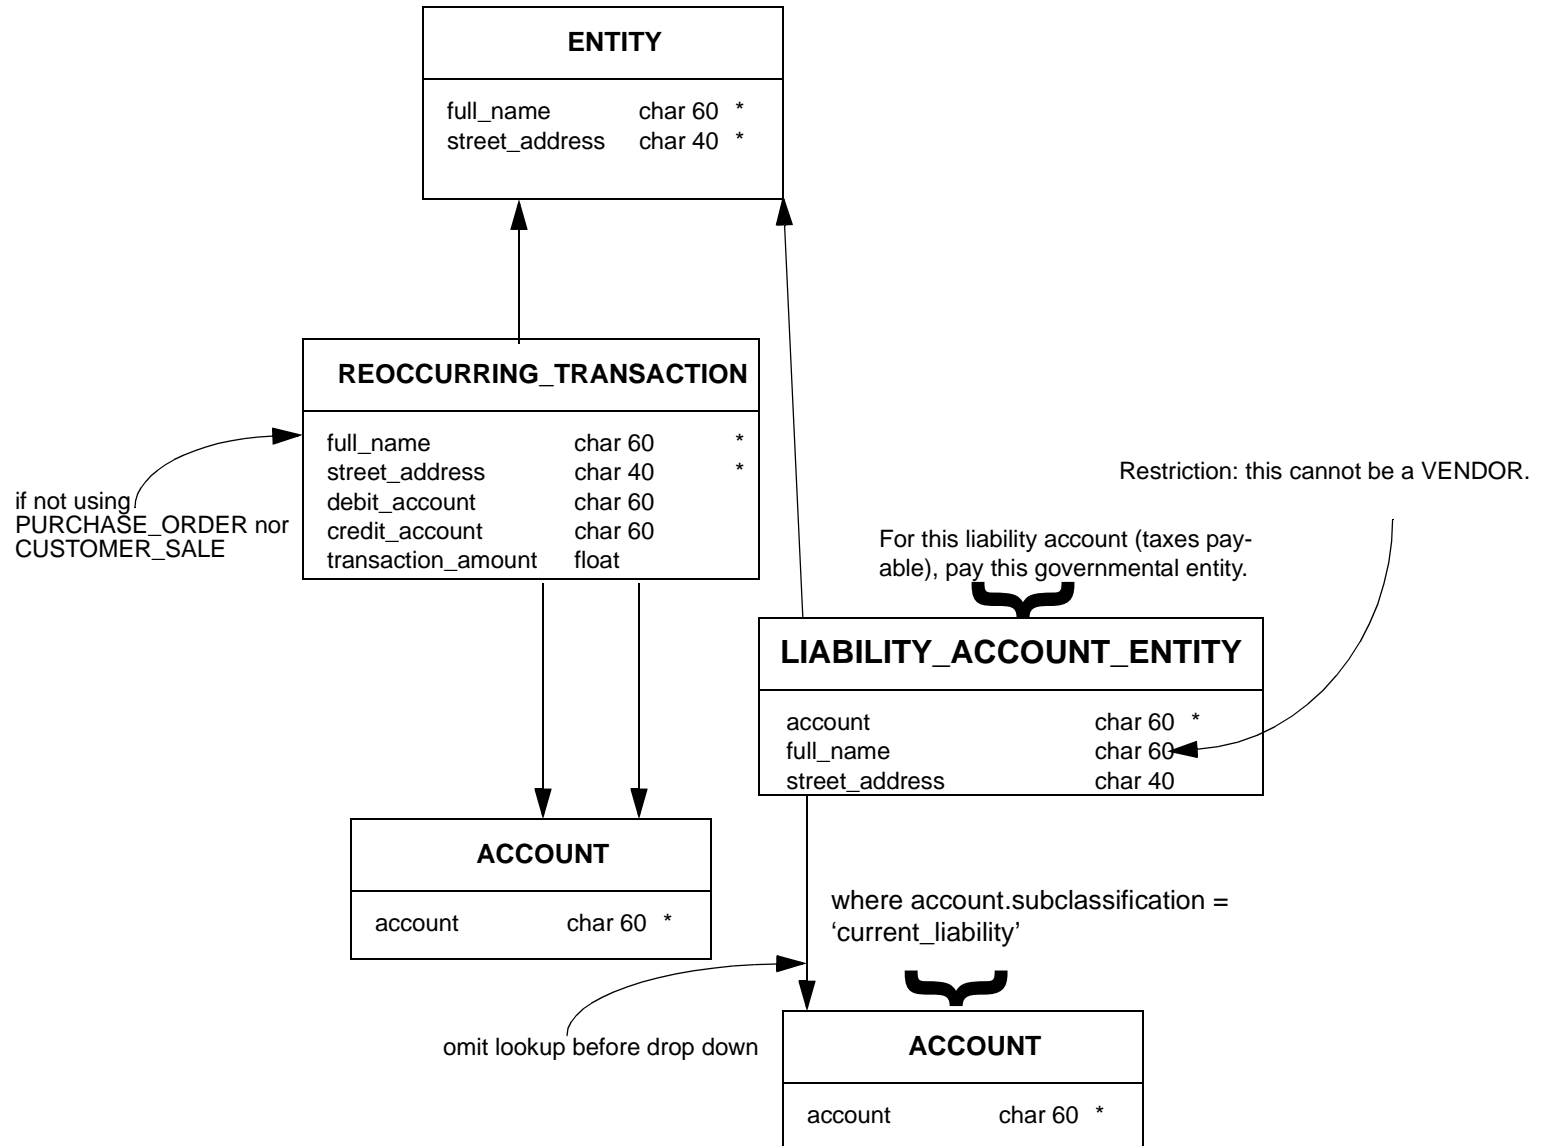 ENTITY
full_name char 60 *
street_address char 40 *
REOCCURRING_TRANSACTION
full_name char 60 *
street_address char 40 *
debit_account char 60
credit_account char 60
transaction_amount float
if not using
PURCHASE_ORDER nor
CUSTOMER_SALE
Restriction: this cannot be a VENDOR.
For this liability account (taxes pay-
able), pay this governmental entity.
LIABILITY_ACCOUNT_ENTITY
account char 60 *
full_name char 60
street_address char 40
ACCOUNT
account char 60 *
where account.subclassification =
‘current_liability’
omit lookup before drop down
ACCOUNT
account char 60 *